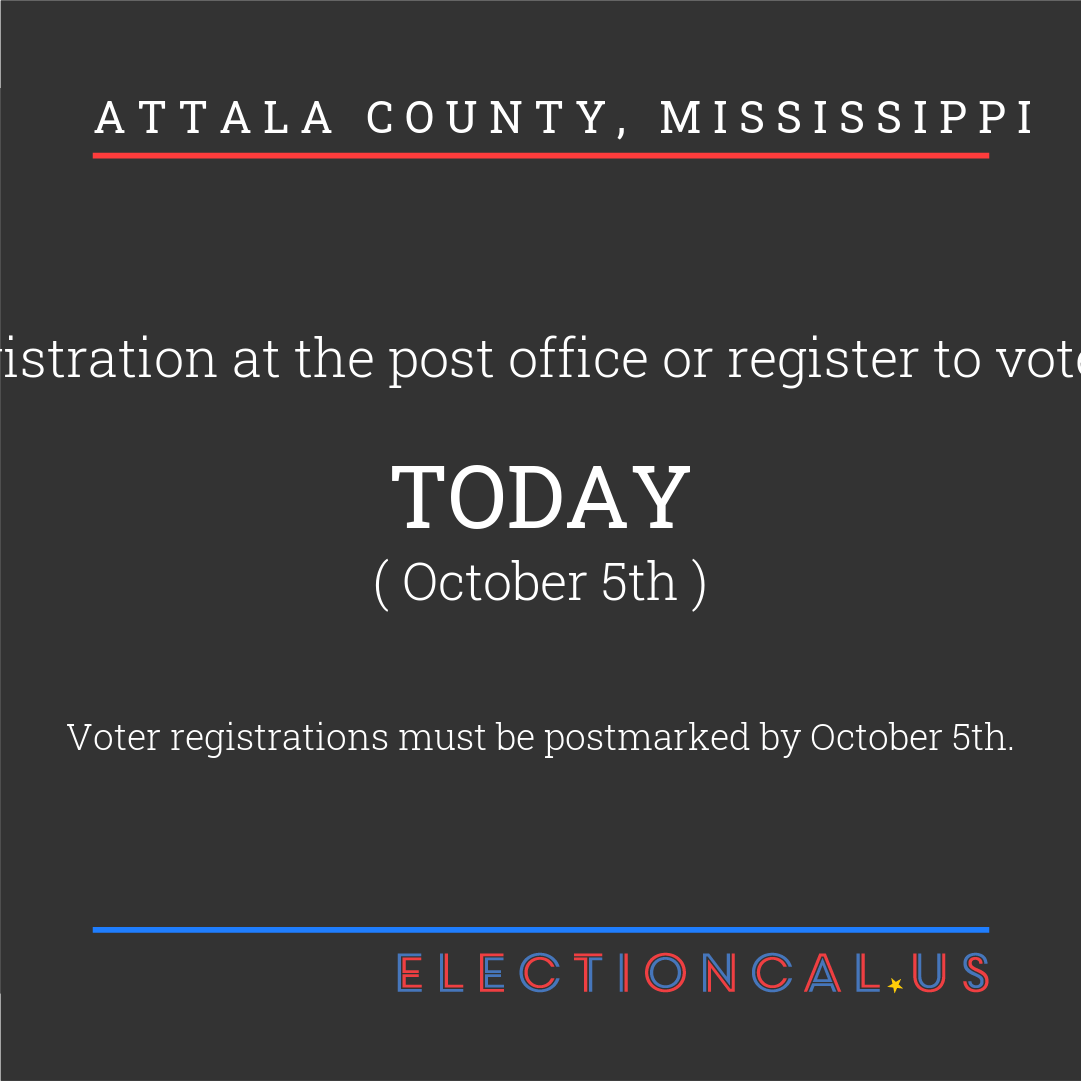 ATTALA COUNTY, MISSISSIPPI
istration at the post office or register to vot
TODAY
( October 5th )
Voter registrations must be postmarked by October 5th.
ELECTIONCAL.US